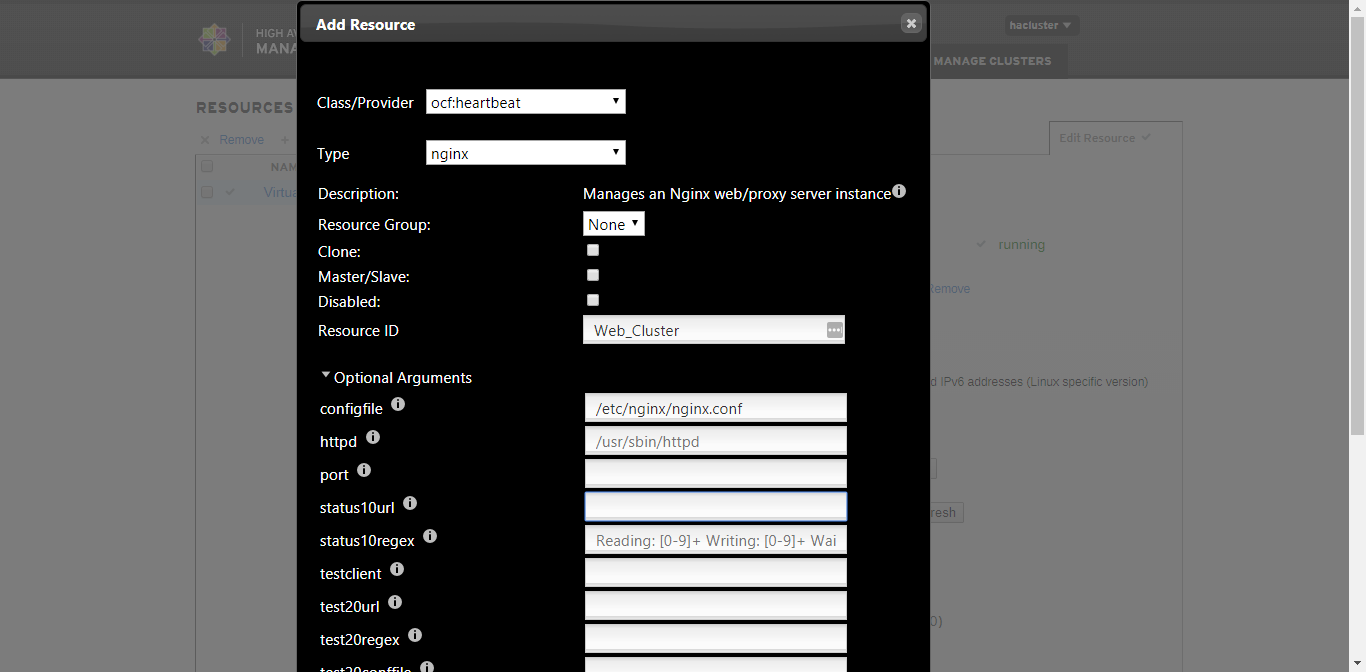 Add Resource
HIGH AV
MANA
hacluster
MANAGE CLUSTERS
RESOURCES
Remove
Edit Resource
NAM
Virtua
running
Remove
d IPv6 addresses (Linux specific version)
resh
0)
Class/Provider ocf:heartbeat
Type nginx
Description: Manages an Nginx web/proxy server instance
Resource Group: None
Clone:
Master/Slave:
Disabled:
Resource ID Web_Cluster
Optional Arguments
configfile /etc/nginx/nginx.conf
httpd /usr/sbin/httpd
port
status10url
status10regex Reading: [0-9]+ Writing: [0-9]+ Wai
testclient
test20url
test20regex
test20conffile